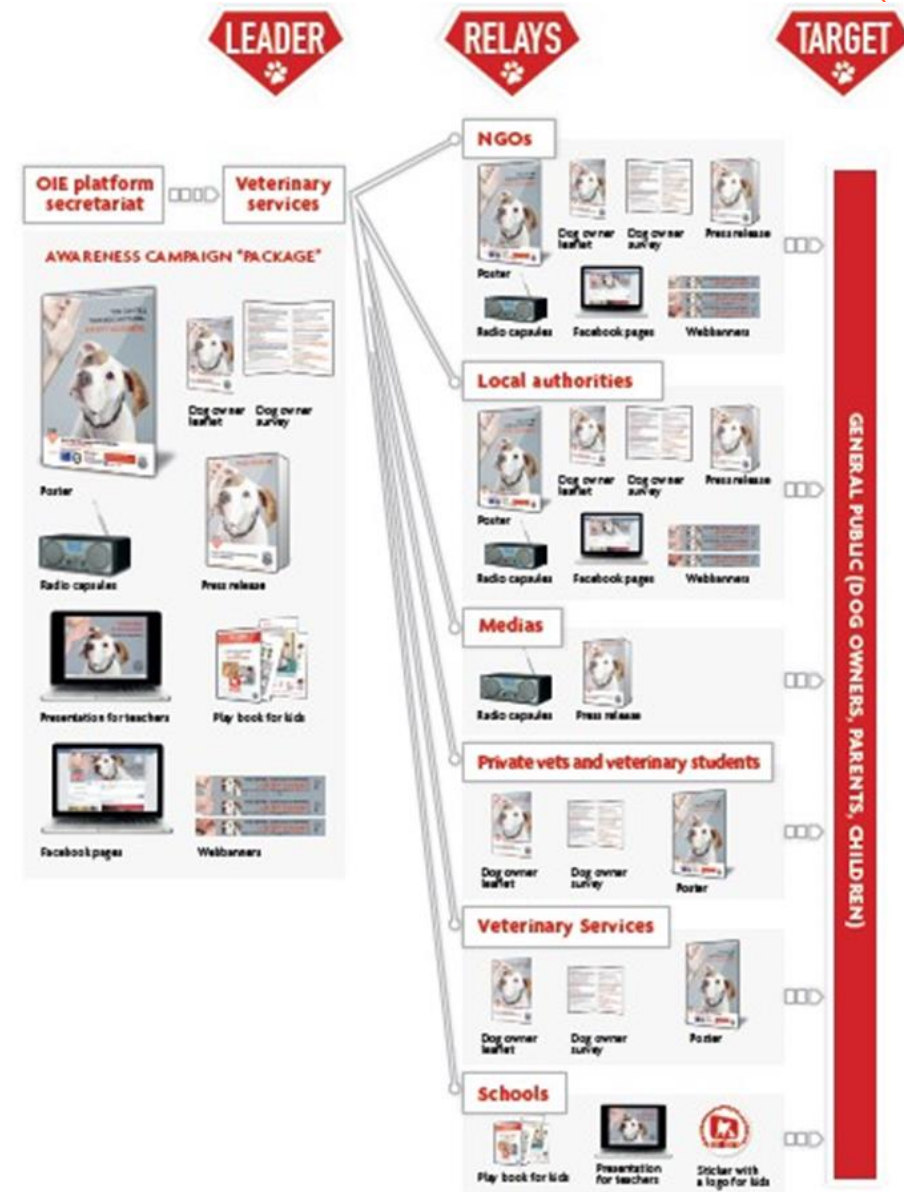 LEADER
RELAYS
TARGET
OIE platform
secretariat
Veterinary
services
AWARENESS CAMPAIGN "PACKAGE"
Dog owner
leaflet
Dog owner
survey
Poster
Radio capsules
Press release
Presentation for teachers
Play book for kids
Facebook pages
Webbanners
NGOs
Dog owner
leaflet
Dog owner
survey
Press release
Poster
Radio capsules
Facebook pages
Webbanners
Local authorities
Dog owner
leaflet
Dog owner
survey
Press release
Poster
Radio capsules
Facebook pages
Webbanners
Medias
Radio capsules
Press release
Private vets and veterinary students
Dog owner
leaflet
Dog owner
survey
Poster
Veterinary Services
Dog owner
leaflet
Dog owner
survey
Poster
Schools
Play book for kids
Presentation
for teachers
Sticker with
a logo for kids
GENERAL PUBLIC (DOG OWNERS, PARENTS, CHILDREN)